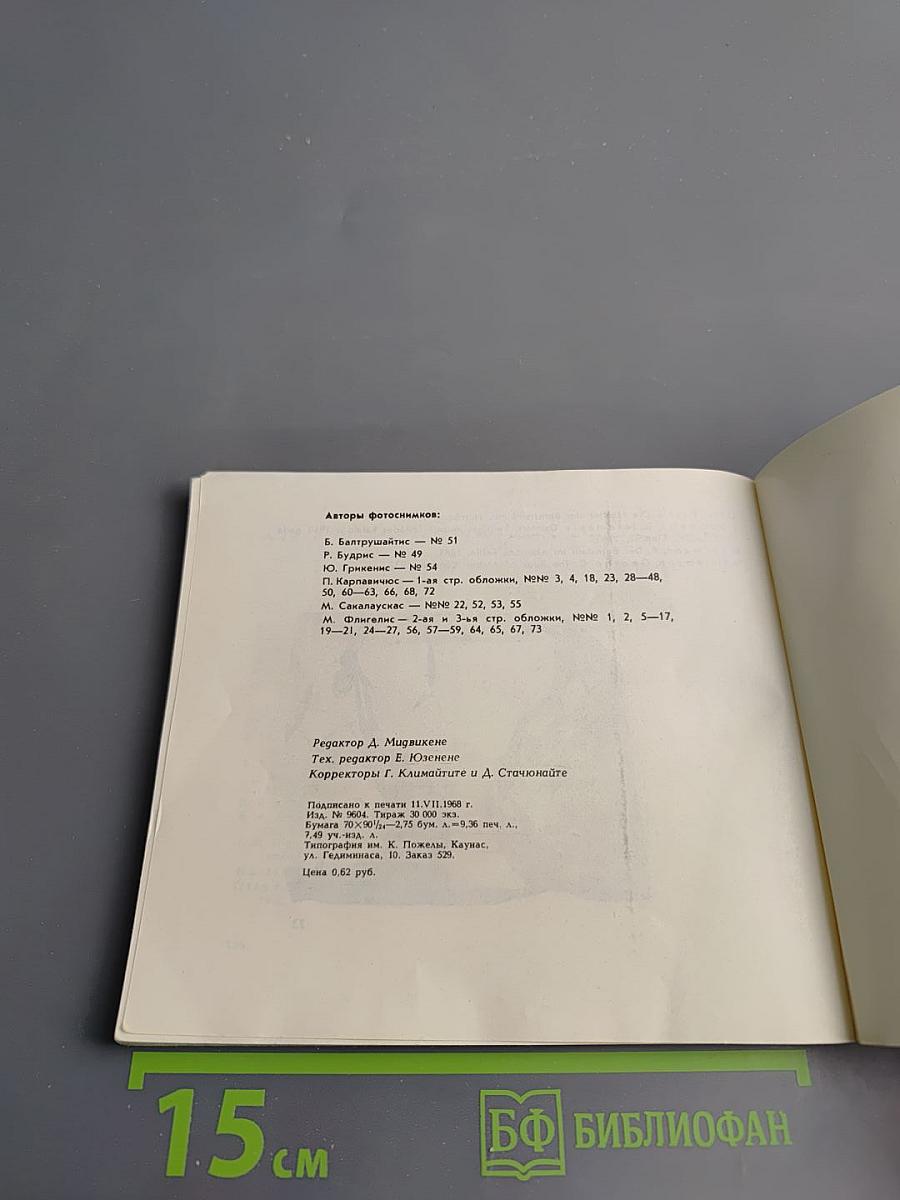 Авторы фотоснимков:
Б. Балтрушайтис — № 51
Р. Будрис — № 49
Ю. Грикенис — № 54
П. Карпавичюс — 1-ая стр. обложки, №№ 3, 4, 18, 23, 28—48,
50, 60—63, 66, 68, 72
М. Сакалаускас — №№ 22, 52, 53, 55
М. Флигелис — 2-ая и 3-ья стр. обложки, №№ 1, 2, 5—17,
19—21, 24—27, 56, 57—59, 64, 65, 67, 73
Редактор Д. Мидвикене
Тех. редактор Е. Юзенене
Корректоры Г. Климайтите и Д. Стачюнайте
Подписано к печати 11.VII.1968 г.
Изд. № 9604. Тираж 30 000 экз.
Бумага 70×90¹/₂₄—2,75 бум. л.=9,36 печ. л.,
7,49 уч.-изд. л.
Типография им. К. Пожелы, Каунас,
ул. Гедиминаса, 10. Заказ 529.
Цена 0,62 руб.
15 см
БФ БИБЛИОФАН